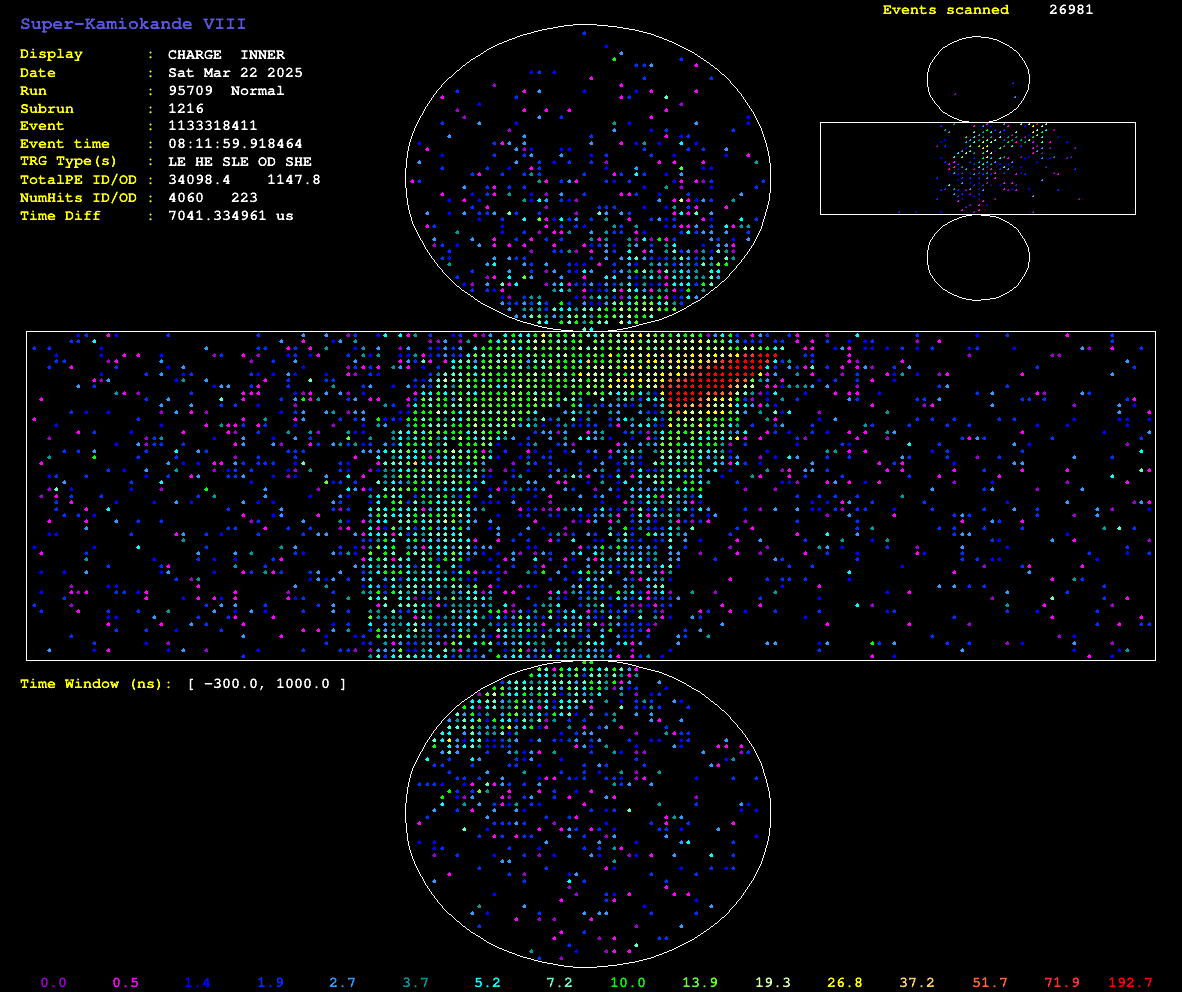 Super-Kamiokande VIII
Events scanned 26981
Display : CHARGE INNER
Date : Sat Mar 22 2025
Run : 95709 Normal
Subrun : 1216
Event : 1133318411
Event time : 08:11:59.918464
TRG Type(s) : LE HE SLE OD SHE
TotalPE ID/OD : 34098.4 1147.8
NumHits ID/OD : 4060 223
Time Diff : 7041.334961 us
Time Window (ns): [ -300.0, 1000.0 ]
0.0 0.5 1.4 1.9 2.7 3.7 5.2 7.2 10.0 13.9 19.3 26.8 37.2 51.7 71.9 192.7